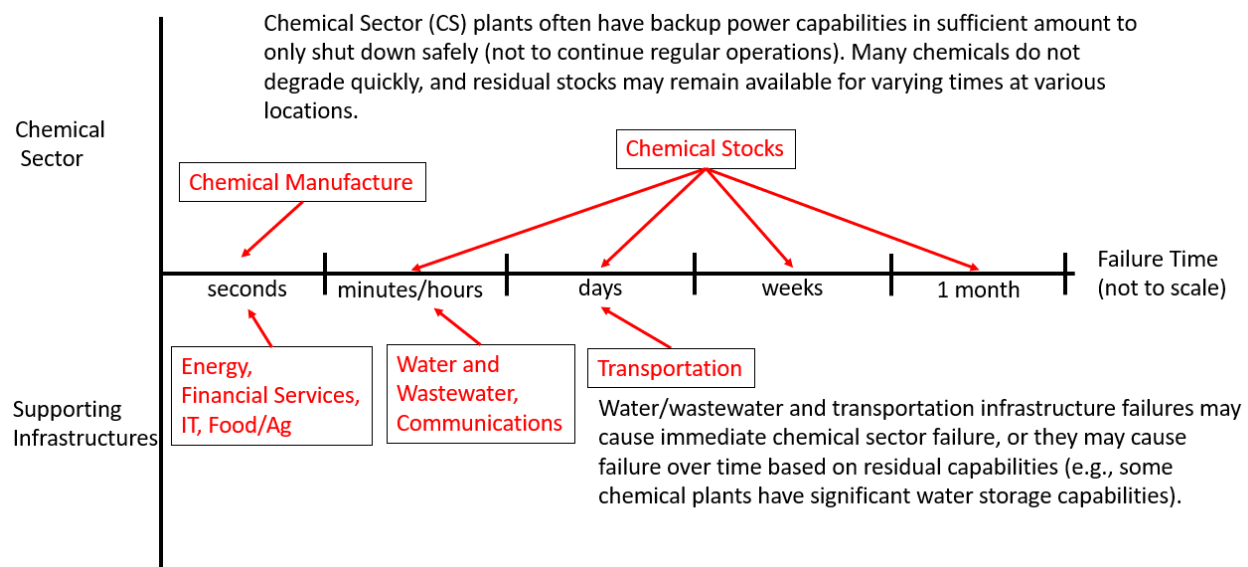 Chemical Sector (CS) plants often have backup power capabilities in sufficient amount to
only shut down safely (not to continue regular operations). Many chemicals do not
degrade quickly, and residual stocks may remain available for varying times at various
locations.
Chemical
Sector
Chemical Stocks
Chemical Manufacture
Failure Time
(not to scale)
seconds
minutes/hours
days
weeks
1 month
Energy,
Financial Services,
IT, Food/Ag
Water and
Wastewater,
Communications
Transportation
Supporting
Infrastructures
Water/wastewater and transportation infrastructure failures may
cause immediate chemical sector failure, or they may cause
failure over time based on residual capabilities (e.g., some
chemical plants have significant water storage capabilities).